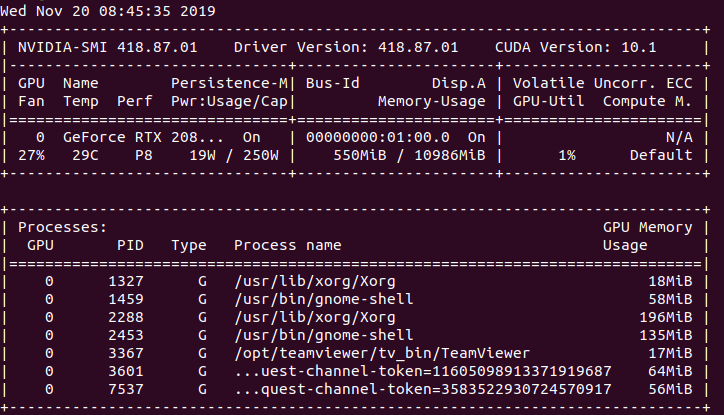 Wed Nov 20 08:45:35 2019
+-----------------------------------------------------------------------------+
| NVIDIA-SMI 418.87.01    Driver Version: 418.87.01    CUDA Version: 10.1     |
|-------------------------------+----------------------+----------------------+
| GPU  Name        Persistence-M| Bus-Id        Disp.A | Volatile Uncorr. ECC |
| Fan  Temp  Perf  Pwr:Usage/Cap|         Memory-Usage | GPU-Util  Compute M. |
|===============================+======================+======================|
|   0  GeForce RTX 208...  On   | 00000000:01:00.0  On |                  N/A |
| 27%   29C    P8    19W / 250W |    550MiB / 10986MiB |      1%      Default |
+-------------------------------+----------------------+----------------------+

+-----------------------------------------------------------------------------+
| Processes:                                                       GPU Memory |
|  GPU       PID   Type   Process name                             Usage      |
|=============================================================================|
|    0      1327      G   /usr/lib/xorg/Xorg                            18MiB |
|    0      1459      G   /usr/bin/gnome-shell                          58MiB |
|    0      2288      G   /usr/lib/xorg/Xorg                           196MiB |
|    0      2453      G   /usr/bin/gnome-shell                         135MiB |
|    0      3367      G   /opt/teamviewer/tv_bin/TeamViewer             17MiB |
|    0      3601      G   ...uest-channel-token=11605098913371919687    64MiB |
|    0      7537      G   ...quest-channel-token=3583522930724570917    56MiB |
+-----------------------------------------------------------------------------+